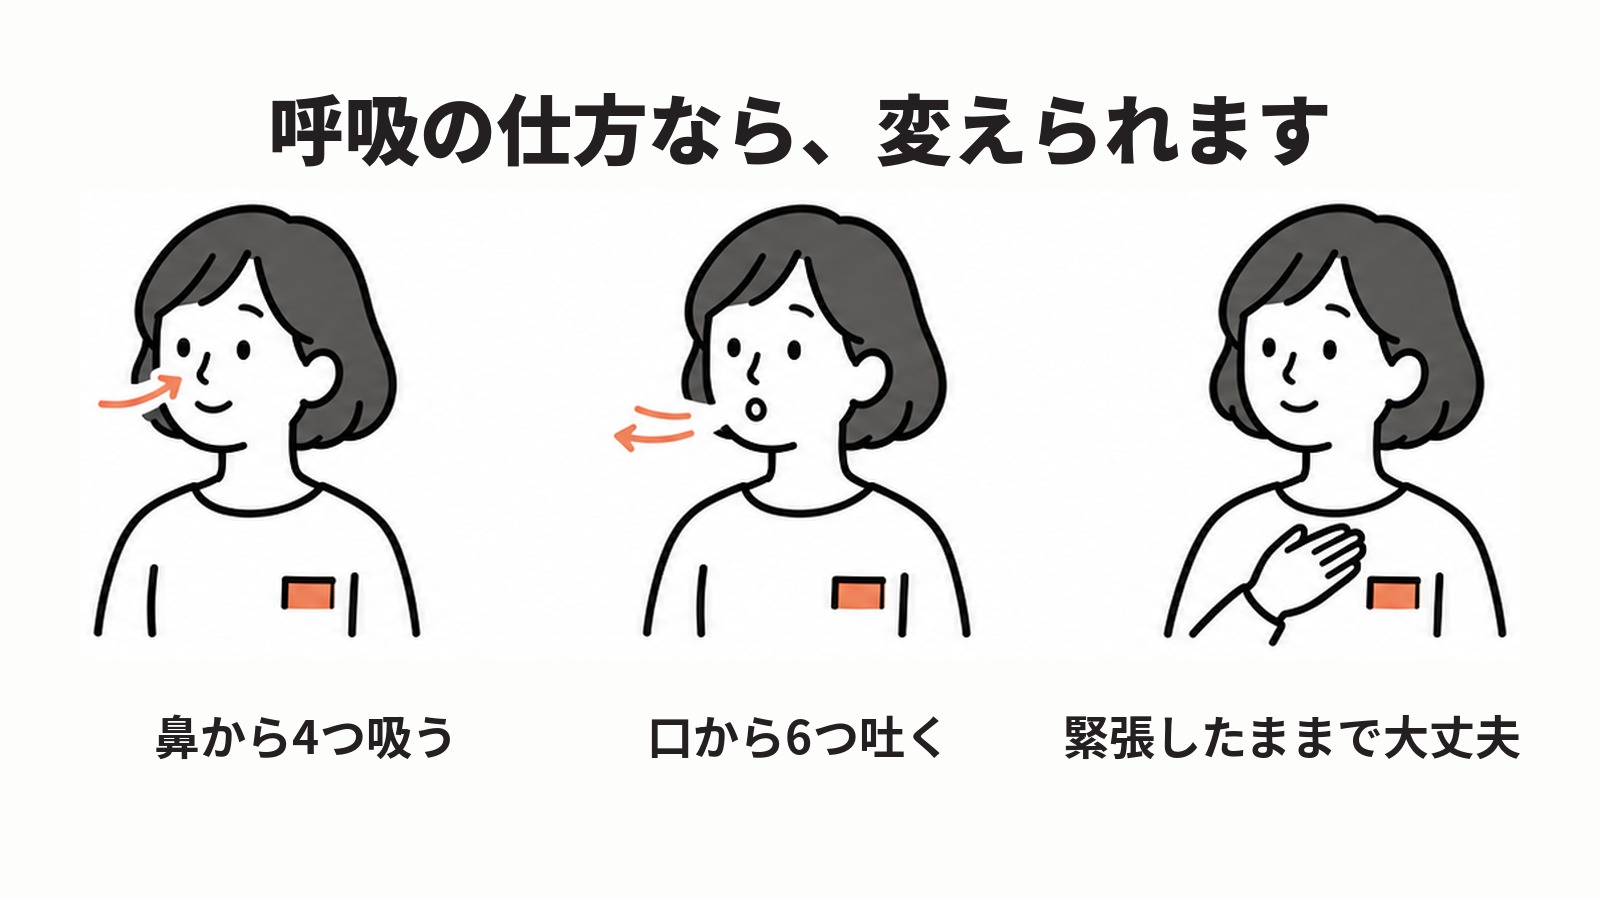 呼吸の仕方なら、変えられます
鼻から4つ吸う
口から6つ吐く
緊張したままで大丈夫